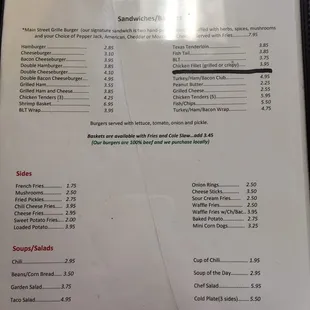 Sandwiches/
*Main Street Grille Burger our signature sandwich is two
with herbs, spices, mushrooms
and your Choice of Pepper Jack, American, Cheddar or
served with Fries..........7.95
Hamburger 2.85
Cheeseburger 3.10
Bacon Cheeseburger 3.95
Double Hamburger 3.85
Double Cheeseburger 4.10
Double Bacon Cheeseburger 4.50
Grilled Ham 3.55
Grilled Ham and Cheese 3.85
Chicken Tenders (3) 4.25
Shrimp Basket 6.95
BLT Wrap 3.95
Texas Tenderloin 3.85
Fish Tail 3.85
BLT 3.75
Chicken Fillet (grilled or crispy) 3.95
Turkey/Ham/Bacon Club 4.95
Peanut Butter 2.25
Grilled Cheese 2.55
Chicken Tenders (5) 5.95
Fish/Chips 5.50
Turkey/Ham/Bacon Wrap 4.75
Burgers served with lettuce, tomato, onion and pickle.
Baskets are available with Fries and Cole Slaw...add 3.45
(Our burgers are 100% beef and we purchase locally)
Sides
French Fries 1.75
Mushrooms 2.50
Fried Pickles 2.75
Chili Cheese Fries 3.95
Cheese Fries 2.95
Sweet Potato Fries 2.00
Loaded Potato 3.95
Onion Rings 2.50
Cheese Sticks 3.50
Sour Cream Fries 2.50
Waffle Fries 2.50
Waffle Fries w/Ch/Bac.. 3.95
Baked Potato 2.75
Mini Corn Dogs 3.25
Soups/Salads
Chili 2.95
Beans/Corn Bread 3.50
Garden Salad 3.75
Taco Salad 4.95
Cup of Chili 1.95
Soup of the Day 2.95
Chef Salad 5.95
Cold Plate(3 sides) 5.50